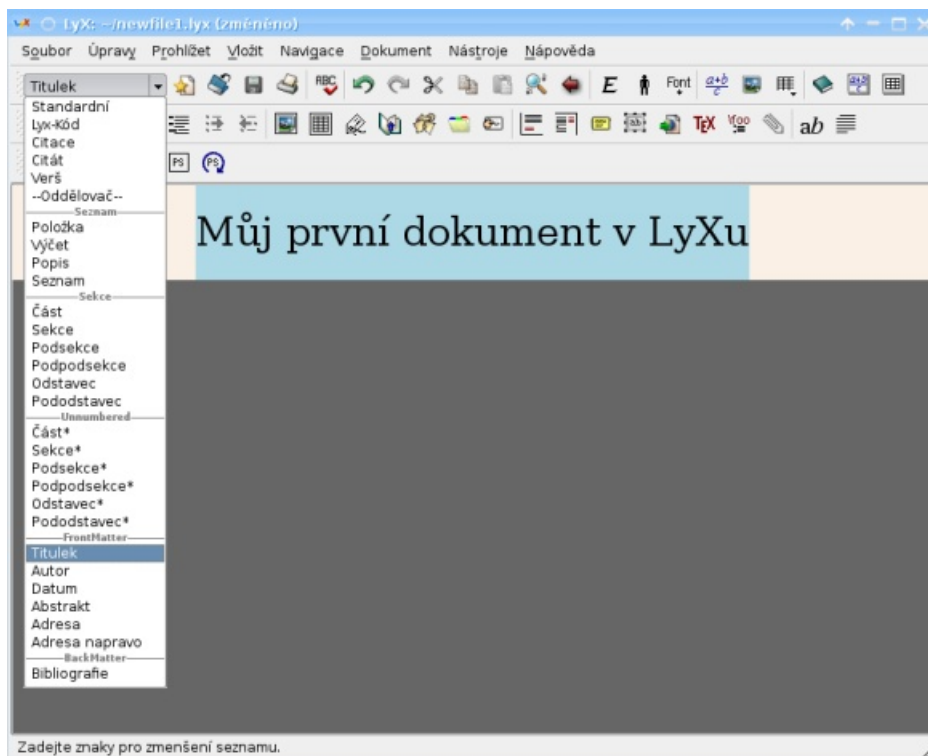 LyX: ~/newfile1.lyx (změněno)
Soubor Úpravy Prohlížet Vložit Navigace Dokument Nástroje Nápověda
Titulek ABC E Font a+b c
TEX ab
PS PS
Můj první dokument v LyXu
Standardní
Lyx-Kód
Citace
Citát
Verš
--Oddělovač--
Seznam
Položka
Výčet
Popis
Seznam
Sekce
Část
Sekce
Podsekce
Podpodsekce
Odstavec
Pododstavec
Unnumbered
Část*
Sekce*
Podsekce*
Podpodsekce*
Odstavec*
Pododstavec*
FrontMatter
Titulek
Autor
Datum
Abstrakt
Adresa
Adresa napravo
BackMatter
Bibliografie
Zadejte znaky pro zmenšení seznamu.